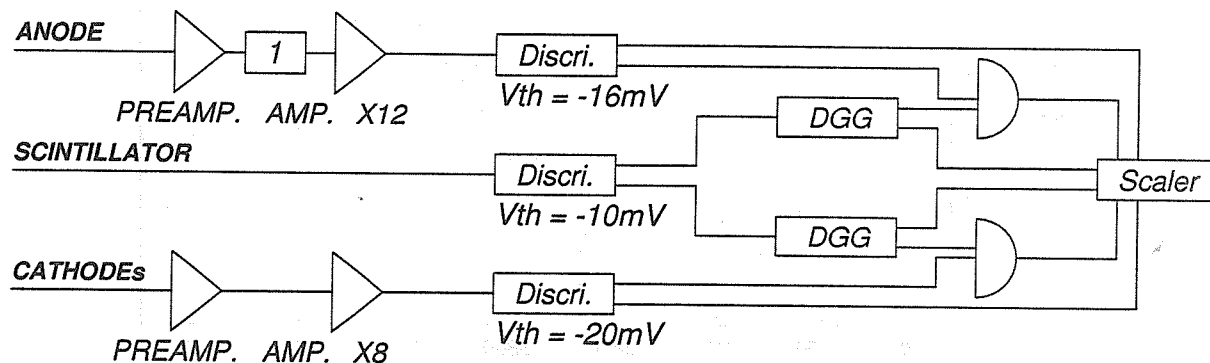 ANODE
1
Discri.
PREAMP. AMP. X12
Vth = -16mV
DGG
SCINTILLATOR
Discri.
Scaler
Vth = -10mV
DGG
CATHODEs
Discri.
PREAMP. AMP. X8
Vth = -20mV